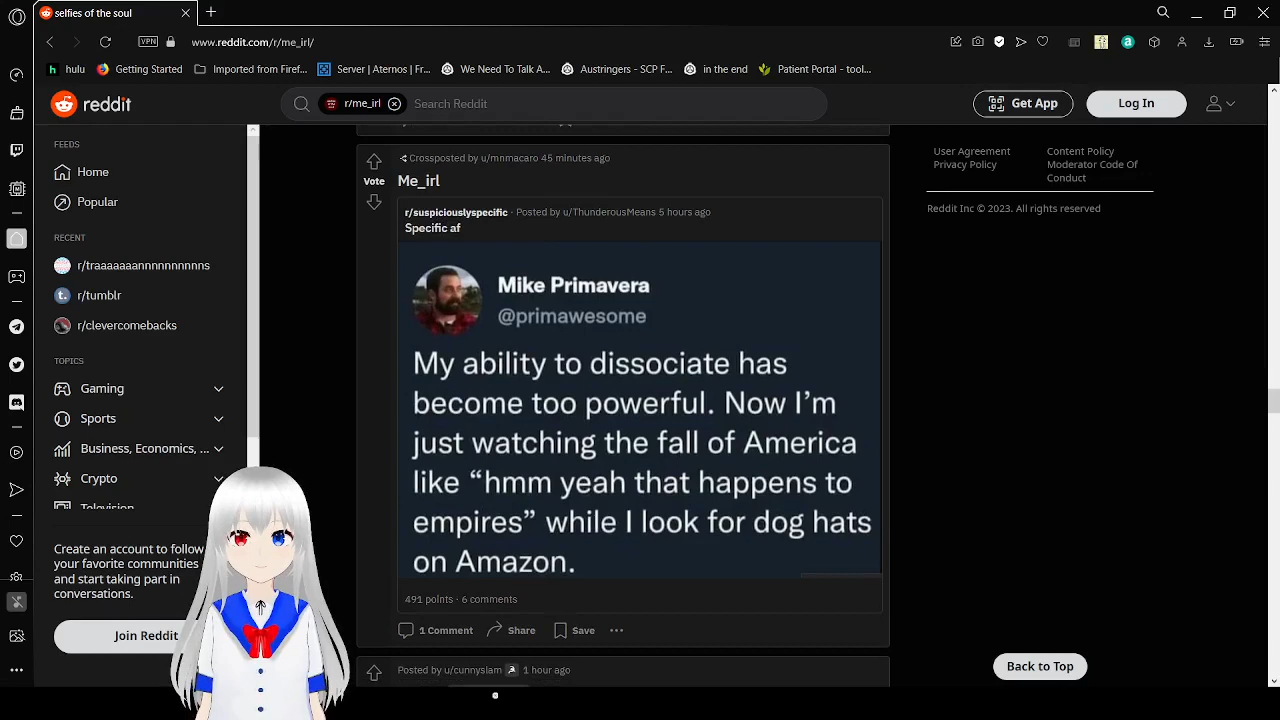 selfies of the soul
VPN
www.reddit.com/r/me_irl/
hulu
Getting Started
Imported from Firef...
Server | Aternos | Fr...
We Need To Talk A...
Austringers - SCP F...
in the end
Patient Portal - tool...
reddit
r/me_irl
Search Reddit
Get App
Log In
FEEDS
Home
Popular
RECENT
r/traaaaaaannnnnnnnnns
r/tumblr
r/clevercomebacks
TOPICS
Gaming
Sports
Business, Economics, ...
Crypto
Television
Create an account to follow
your favorite communities
and start taking part in
conversations.
Join Reddit
Crossposted by u/mnmacaro 45 minutes ago
Vote
Me_irl
r/suspiciouslyspecific · Posted by u/ThunderousMeans 5 hours ago
Specific af
Mike Primavera
@primawesome
My ability to dissociate has
become too powerful. Now I’m
just watching the fall of America
like “hmm yeah that happens to
empires” while I look for dog hats
on Amazon.
491 points · 6 comments
1 Comment
Share
Save
Posted by u/cunnyslam
1 hour ago
User Agreement
Privacy Policy
Content Policy
Moderator Code Of
Conduct
Reddit Inc © 2023. All rights reserved
Back to Top